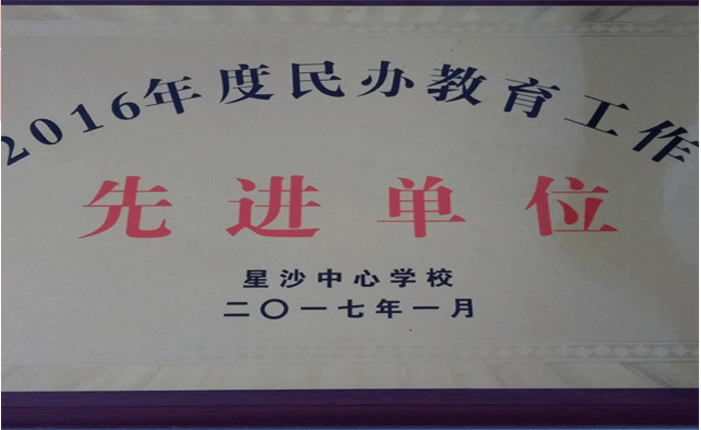 2016年度民办教育工作
先进单位
星沙中心学校
二〇一七年一月